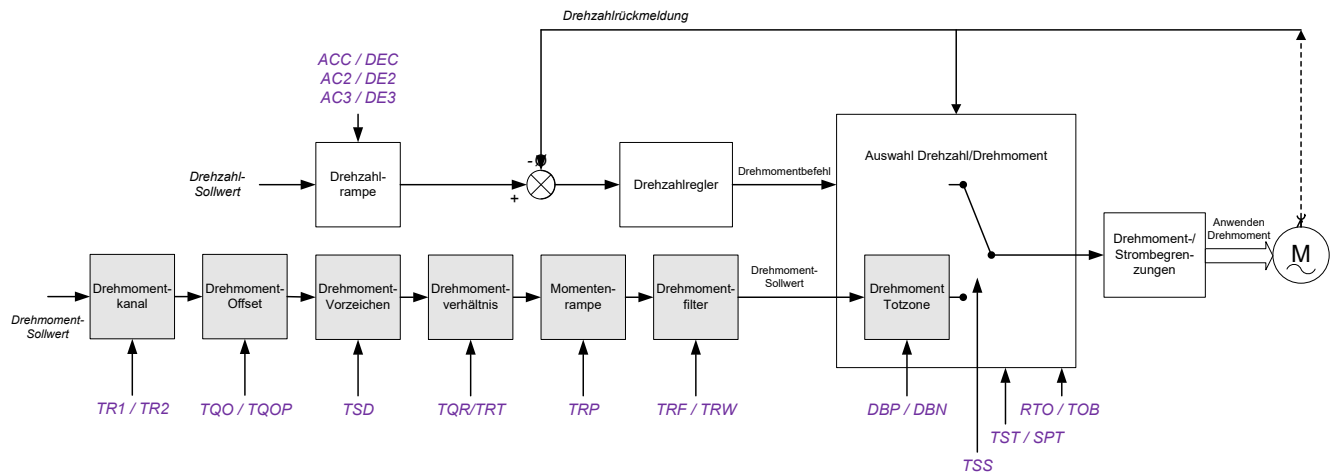 Drehzahlrückmeldung
ACC / DEC
AC2 / DE2
AC3 / DE3
Auswahl Drehzahl/Drehmoment
Drehzahl-
Sollwert
Drehzahl-
rampe
-
+
Drehzahlregler
Drehmomentbefehl
Drehmoment-/
Strombegren-
zungen
Anwenden
Drehmoment
M
Drehmoment-
Sollwert
Drehmoment-
kanal
Drehmoment-
Offset
Drehmoment-
Vorzeichen
Drehmoment-
verhältnis
Momenten-
rampe
Drehmoment-
filter
Drehmoment-
Sollwert
Drehmoment
Totzone
TR1 / TR2
TQO / TQOP
TSD
TQR/TRT
TRP
TRF / TRW
DBP / DBN
RTO / TOB
TST / SPT
TSS